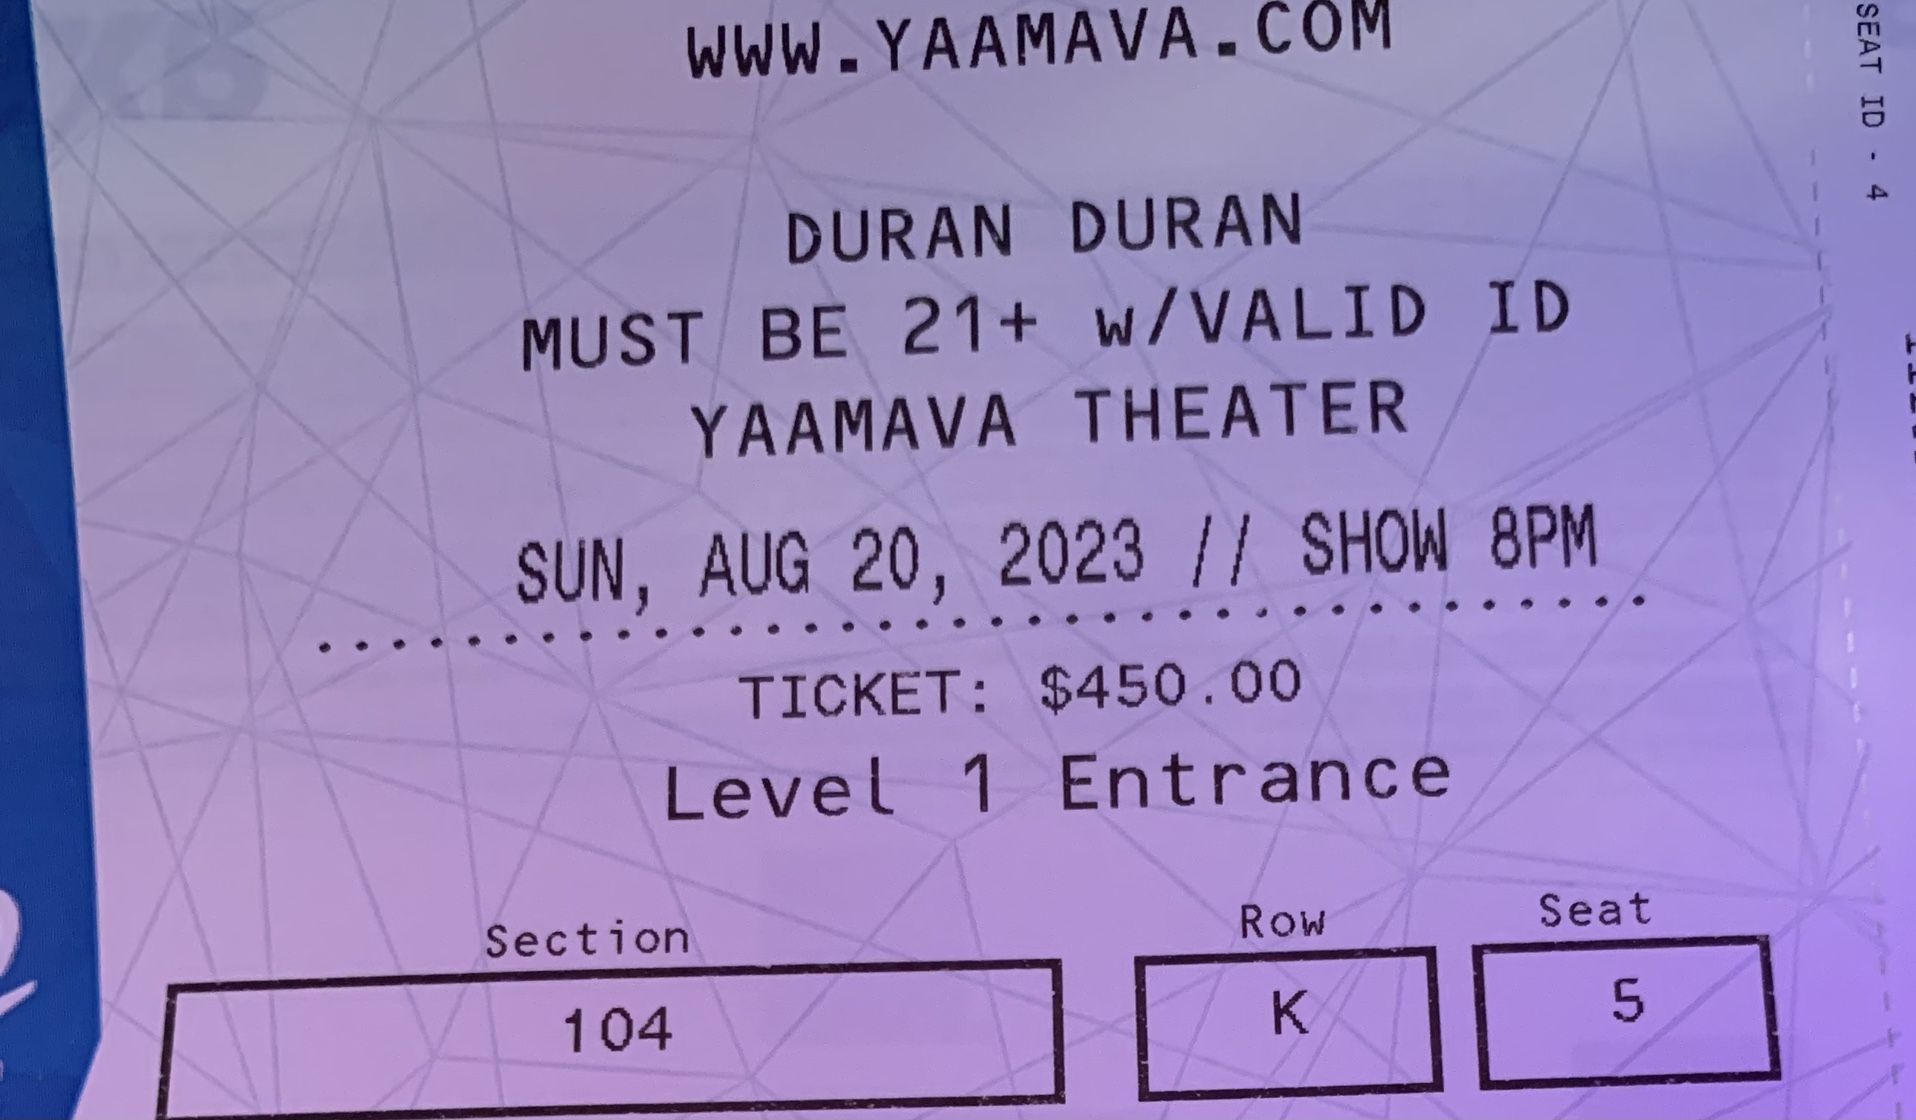 WWW.YAAMAVA.COM
DURAN DURAN
MUST BE 21+ w/VALID ID
YAAMAVA THEATER
SUN, AUG 20, 2023 // SHOW 8PM
TICKET: $450.00
Level 1 Entrance
Section Row Seat
104 K 5
SEAT ID - 4